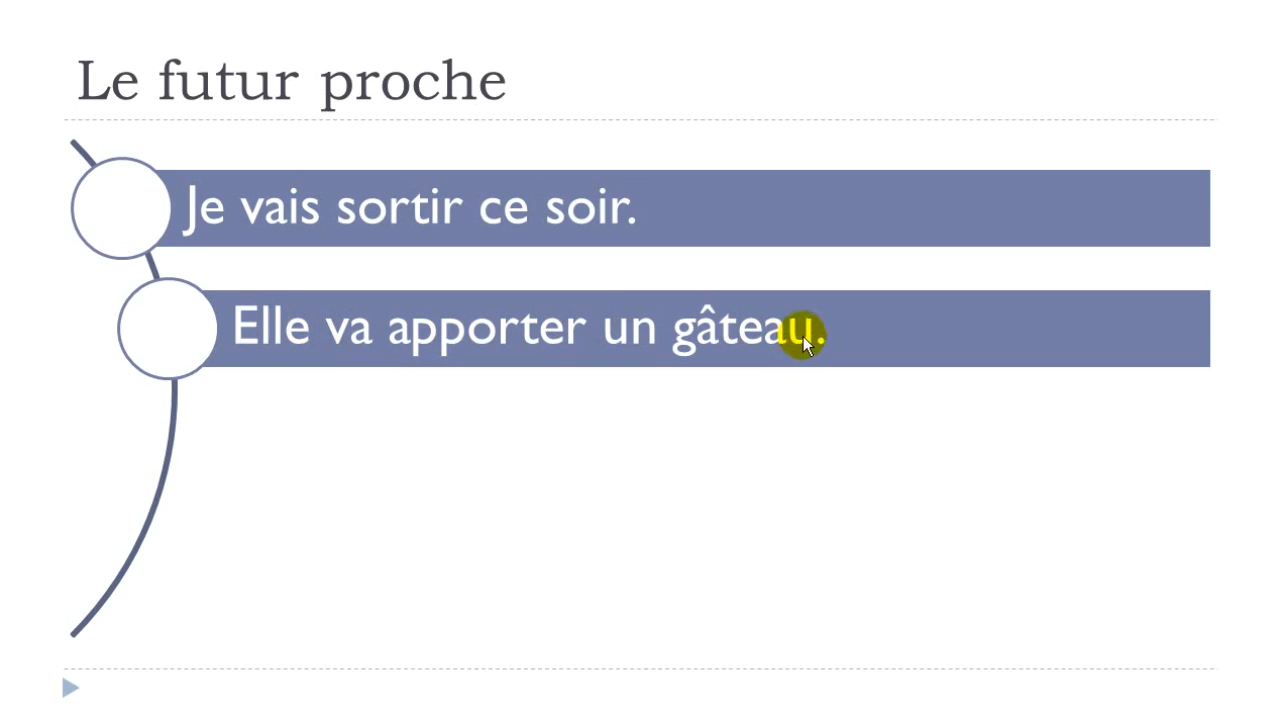 Le futur proche
Je vais sortir ce soir.
Elle va apporter un gâteau.